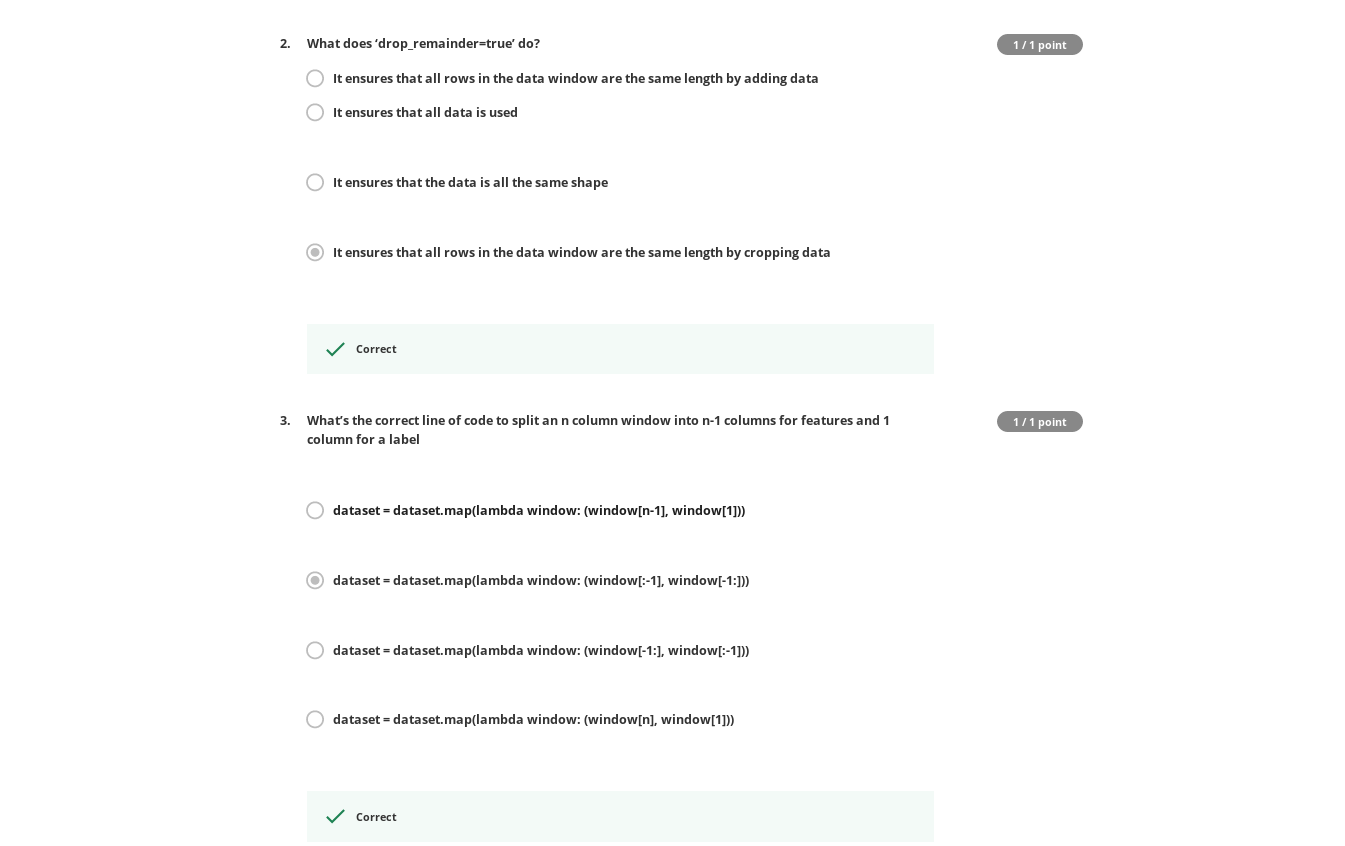 2. What does ‘drop_remainder=true’ do?
1 / 1 point
It ensures that all rows in the data window are the same length by adding data
It ensures that all data is used
It ensures that the data is all the same shape
It ensures that all rows in the data window are the same length by cropping data
Correct
3. What’s the correct line of code to split an n column window into n-1 columns for features and 1
column for a label
1 / 1 point
dataset = dataset.map(lambda window: (window[n-1], window[1]))
dataset = dataset.map(lambda window: (window[:-1], window[-1:]))
dataset = dataset.map(lambda window: (window[-1:], window[:-1]))
dataset = dataset.map(lambda window: (window[n], window[1]))
Correct